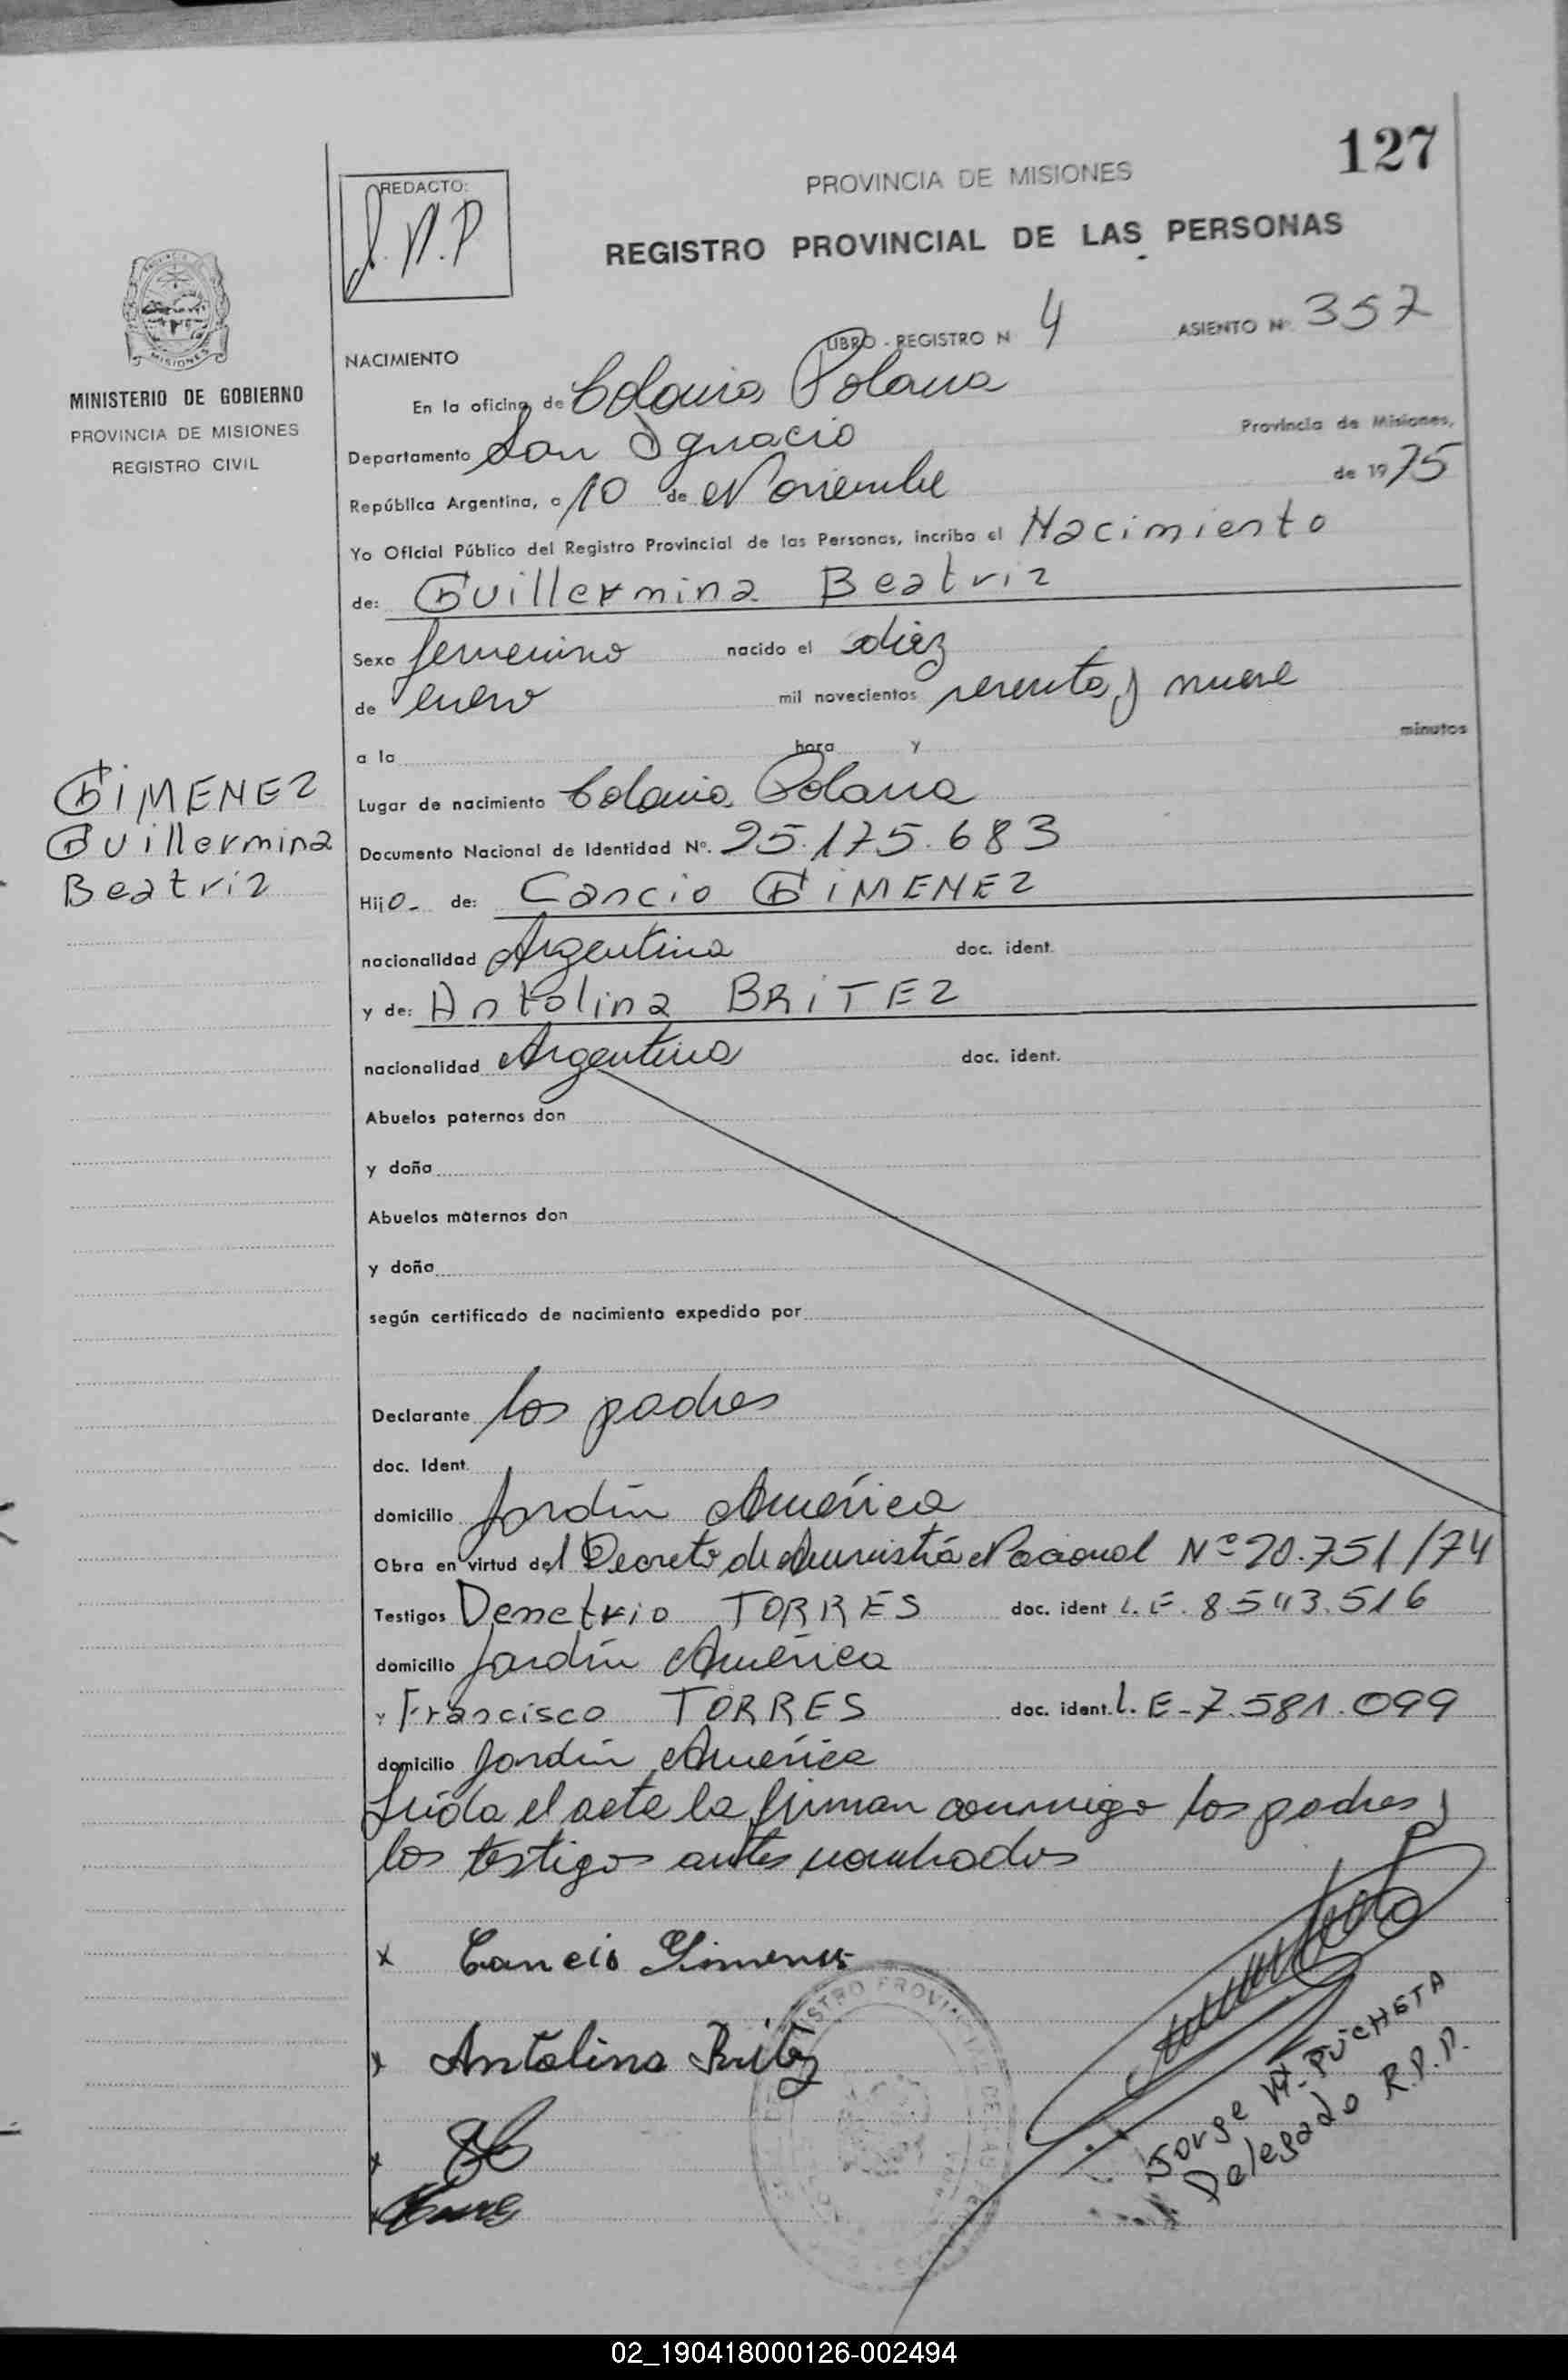 127
PROVINCIA DE MISIONES
REGISTRO PROVINCIAL DE LAS PERSONAS
REDACTO:
J.N.P
MISIONES
MINISTERIO DE GOBIERNO
PROVINCIA DE MISIONES
REGISTRO CIVIL
LIBRO - REGISTRO N 4 ASIENTO Nº. 357
NACIMIENTO
En la oficina de Colonia Polana
Departamento San Ignacio Provincia de Misiones,
República Argentina, a 10 de Noviembre de 1975
Yo Oficial Público del Registro Provincial de las Personas, incribo el Nacimiento
de: Guillermina Beatriz
Sexo femenino nacido el diez
de enero mil novecientos sesenta y nueve
a la hora y minutos
GIMENEZ
Guillermina
Beatriz
Lugar de nacimiento Colonia Polana
Documento Nacional de Identidad Nº. 25.175.683
Hijo- de: Cancio GIMENEZ
nacionalidad Argentina doc. ident.
y de: Antolina BRITEZ
nacionalidad Argentina doc. ident.
Abuelos paternos don
y doña
Abuelos maternos don
y doña
según certificado de nacimiento expedido por
Declarante los padres
doc. Ident.
domicilio Jardín América
Obra en virtud del Decreto de Amnistía Nacional Nº 20.751/74
Testigos Demetrio TORRES doc. ident L.E. 8543.516
domicilio Jardín América
y Francisco TORRES doc. ident. L. E-7.581.099
domicilio Jardín América
Leída el acta la firman conmigo los padres y
los testigos antes nombrados
x Cancio Gimenes
x Antolina Britez
Jorge W. PUCHETA
Delegado R.P.P.
02_190418000126-002494